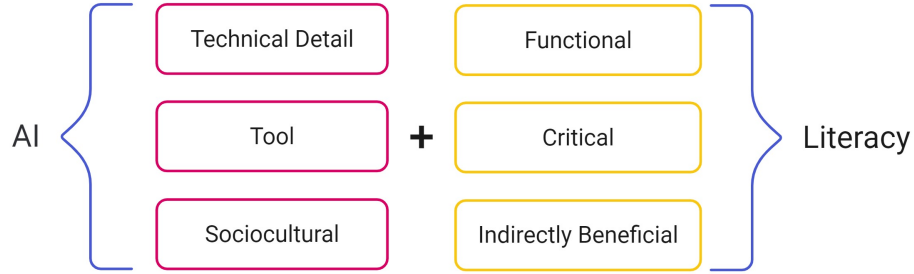 Technical Detail
Functional
AI
Tool
+
Critical
Literacy
Sociocultural
Indirectly Beneficial